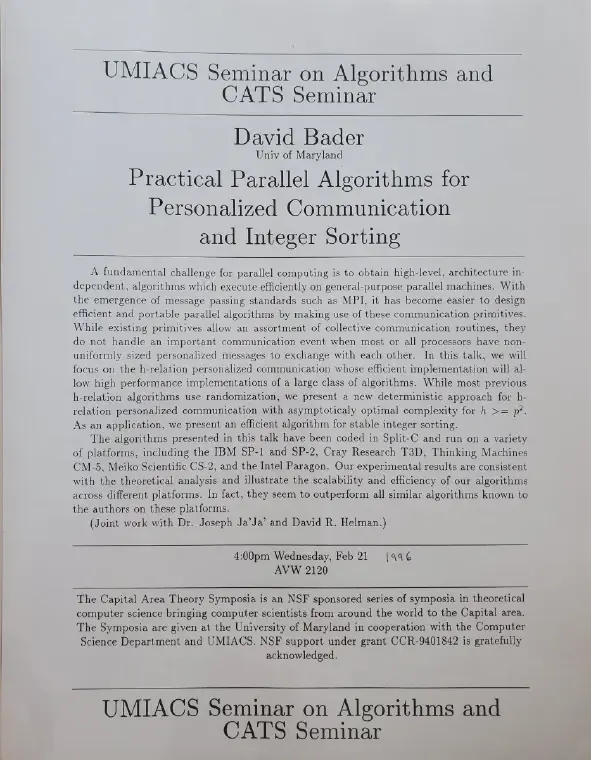 UMIACS Seminar on Algorithms and
CATS Seminar
David Bader
Univ of Maryland
Practical Parallel Algorithms for
Personalized Communication
and Integer Sorting
A fundamental challenge for parallel computing is to obtain high-level, architecture in-
dependent, algorithms which execute efficiently on general-purpose parallel machines. With
the emergence of message passing standards such as MPI, it has become easier to design
efficient and portable parallel algorithms by making use of these communication primitives.
While existing primitives allow an assortment of collective communication routines, they
do not handle an important communication event when most or all processors have non-
uniformly sized personalized messages to exchange with each other. In this talk, we will
focus on the h-relation personalized communication whose efficient implementation will al-
low high performance implementations of a large class of algorithms. While most previous
h-relation algorithms use randomization, we present a new deterministic approach for h-
relation personalized communication with asymptoticaly optimal complexity for h >= p².
As an application, we present an efficient algorithm for stable integer sorting.
The algorithms presented in this talk have been coded in Split-C and run on a variety
of platforms, including the IBM SP-1 and SP-2, Cray Research T3D, Thinking Machines
CM-5, Meiko Scientific CS-2, and the Intel Paragon. Our experimental results are consistent
with the theoretical analysis and illustrate the scalability and efficiency of our algorithms
across different platforms. In fact, they seem to outperform all similar algorithms known to
the authors on these platforms.
(Joint work with Dr. Joseph Ja'Ja' and David R. Helman.)
4:00pm Wednesday, Feb 21 1996
AVW 2120
The Capital Area Theory Symposia is an NSF sponsored series of symposia in theoretical
computer science bringing computer scientists from around the world to the Capital area.
The Symposia are given at the University of Maryland in cooperation with the Computer
Science Department and UMIACS. NSF support under grant CCR-9401842 is gratefully
acknowledged.
UMIACS Seminar on Algorithms and
CATS Seminar